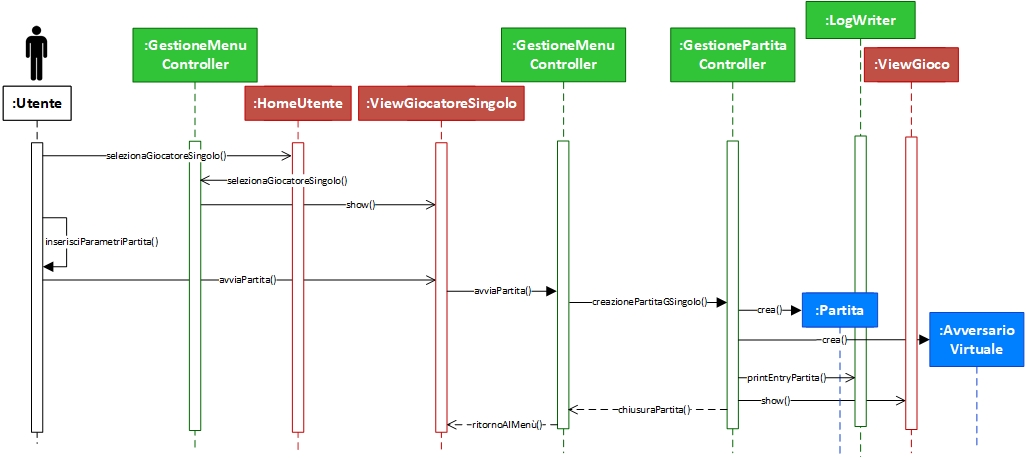 :LogWriter
:GestioneMenu
Controller
:GestioneMenu
Controller
:GestionePartita
Controller
:ViewGioco
:Utente
:HomeUtente
:ViewGiocatoreSingolo
selezionaGiocatoreSingolo()
selezionaGiocatoreSingolo()
show()
inserisciParametriPartita()
avviaPartita()
avviaPartita()
creazionePartitaGSingolo()
crea()
:Partita
crea()
:Avversario
Virtuale
printEntryPartita()
show()
chiusuraPartita()
ritornoAlMenù()